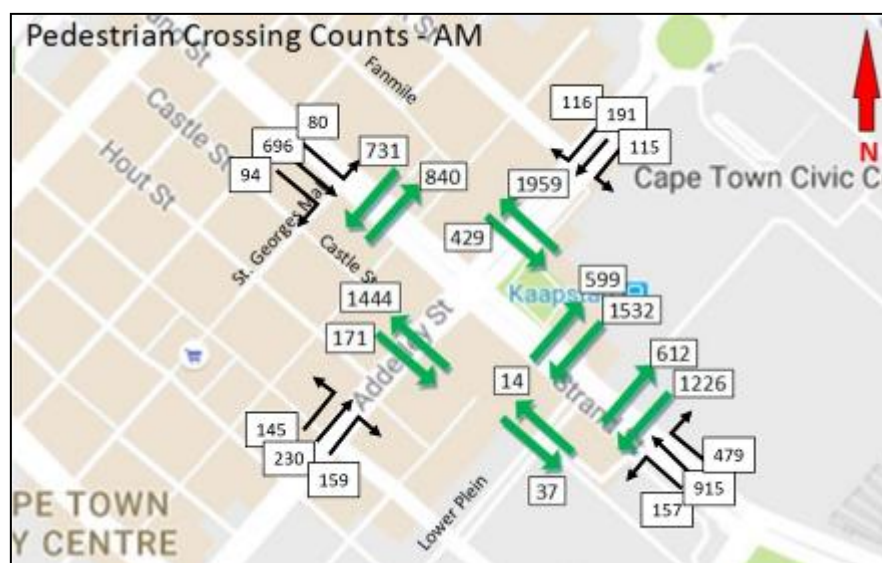 Pedestrian Crossing Counts - AM
N
Fanmile
Castle St
Hout St
St. Georges Ma
Castle St
Adderley St
Strand
Lower Plein
Cape Town Civic C
Kaapsta
PE TOWN
Y CENTRE
80
696
94
731
840
116
191
115
1959
429
599
1532
612
1226
1444
171
14
37
145
230
159
479
915
157